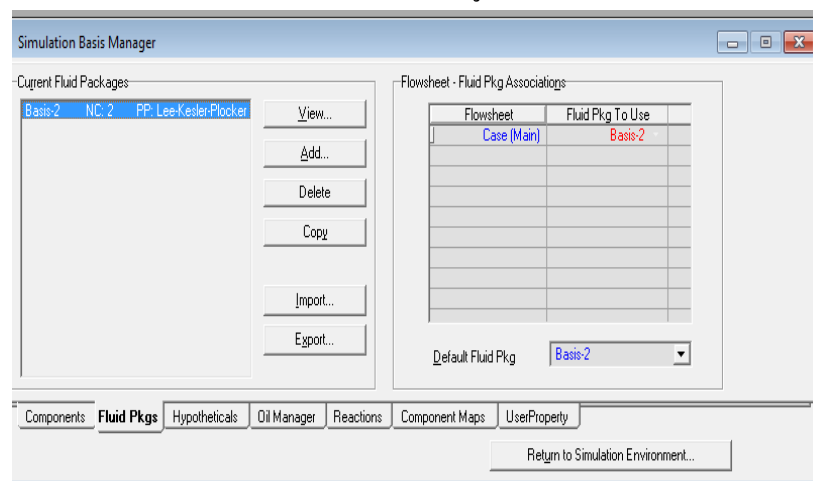 Simulation Basis Manager
Current Fluid Packages
Basis-2 NC: 2 PP: Lee-Kesler-Plocker
View...
Add...
Delete
Copy
Import...
Export...
Flowsheet - Fluid Pkg Associations
Flowsheet Fluid Pkg To Use
Case (Main) Basis-2
Default Fluid Pkg Basis-2
Components Fluid Pkgs Hypotheticals Oil Manager Reactions Component Maps UserProperty
Return to Simulation Environment...